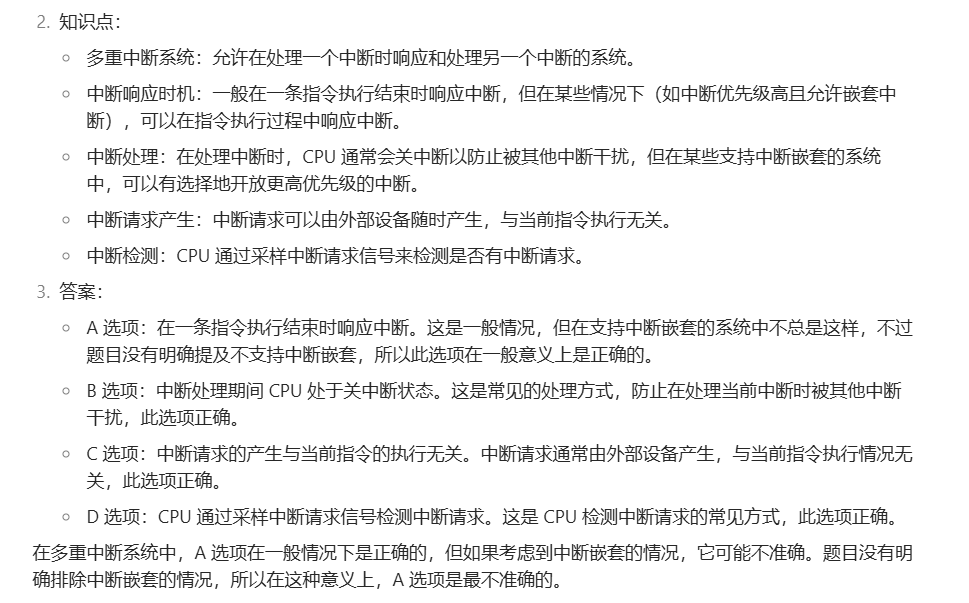 2. 知识点：
○ 多重中断系统：允许在处理一个中断时响应和处理另一个中断的系统。
○ 中断响应时机：一般在一条指令执行结束时响应中断，但在某些情况下（如中断优先级高且允许嵌套中
断），可以在指令执行过程中响应中断。
○ 中断处理：在处理中断时，CPU 通常会关中断以防止被其他中断干扰，但在某些支持中断嵌套的系统
中，可以有选择地开放更高优先级的中断。
○ 中断请求产生：中断请求可以由外部设备随时产生，与当前指令执行无关。
○ 中断检测：CPU 通过采样中断请求信号来检测是否有中断请求。
3. 答案：
○ A 选项：在一条指令执行结束时响应中断。这是一般情况，但在支持中断嵌套的系统中不总是这样，不过
题目没有明确提及不支持中断嵌套，所以此选项在一般意义上是正确的。
○ B 选项：中断处理期间 CPU 处于关中断状态。这是常见的处理方式，防止在处理当前中断时被其他中断
干扰，此选项正确。
○ C 选项：中断请求的产生与当前指令的执行无关。中断请求通常由外部设备产生，与当前指令执行情况无
关，此选项正确。
○ D 选项：CPU 通过采样中断请求信号检测中断请求。这是 CPU 检测中断请求的常见方式，此选项正确。
在多重中断系统中，A 选项在一般情况下是正确的，但如果考虑到中断嵌套的情况，它可能不准确。题目没有明
确排除中断嵌套的情况，所以在这种意义上，A 选项是最不准确的。